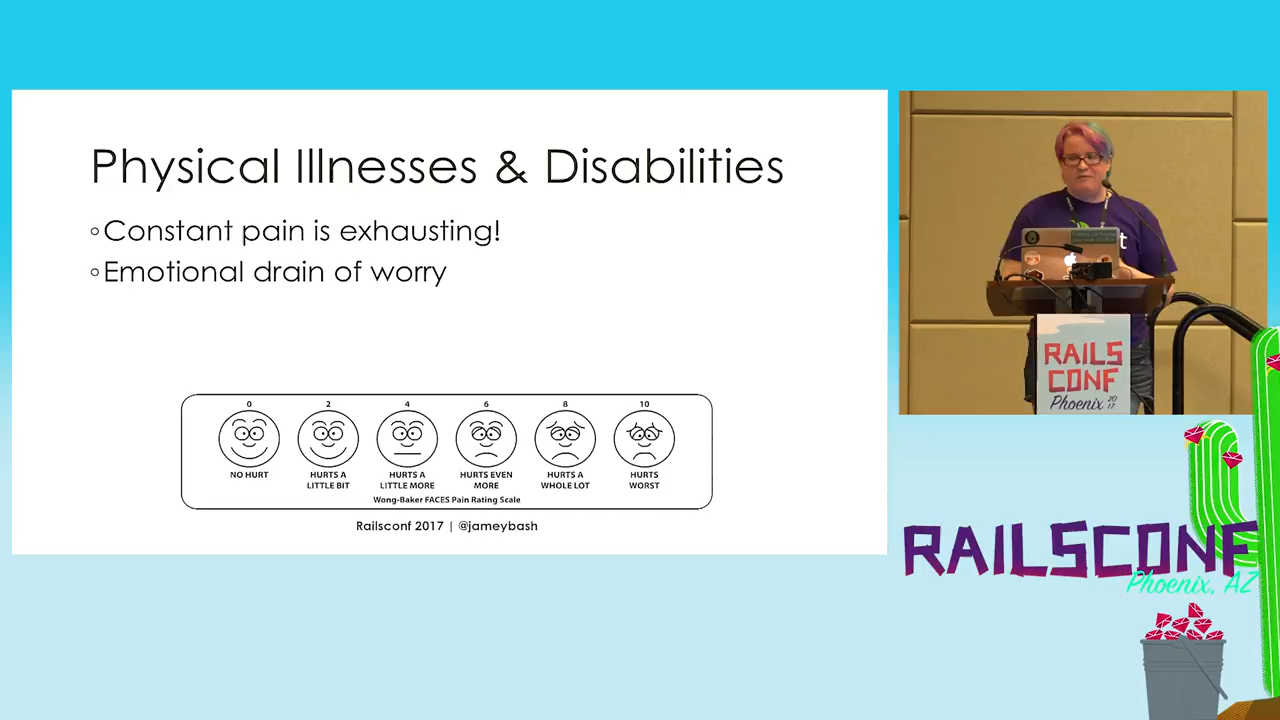 Physical Illnesses & Disabilities
◦Constant pain is exhausting!
◦Emotional drain of worry
0 2 4 6 8 10
NO HURT
HURTS A LITTLE BIT
HURTS A LITTLE MORE
HURTS EVEN MORE
HURTS A WHOLE LOT
HURTS WORST
Wong-Baker FACES Pain Rating Scale
Railsconf 2017 | @jameybash
RAILS
CONF
Phoenix 2017
RAILSCONF
Phoenix, AZ